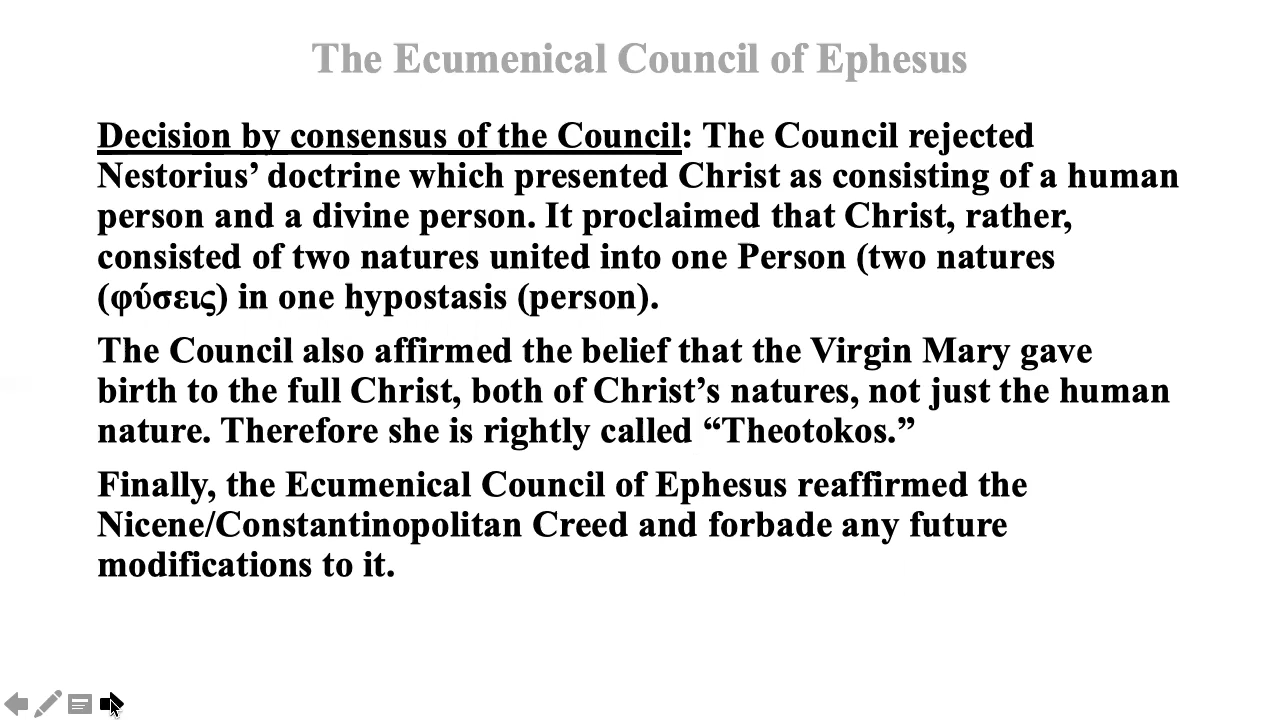 The Ecumenical Council of Ephesus
Decision by consensus of the Council: The Council rejected
Nestorius’ doctrine which presented Christ as consisting of a human
person and a divine person. It proclaimed that Christ, rather,
consisted of two natures united into one Person (two natures
(φύσεις) in one hypostasis (person).
The Council also affirmed the belief that the Virgin Mary gave
birth to the full Christ, both of Christ’s natures, not just the human
nature. Therefore she is rightly called “Theotokos.”
Finally, the Ecumenical Council of Ephesus reaffirmed the
Nicene/Constantinopolitan Creed and forbade any future
modifications to it.